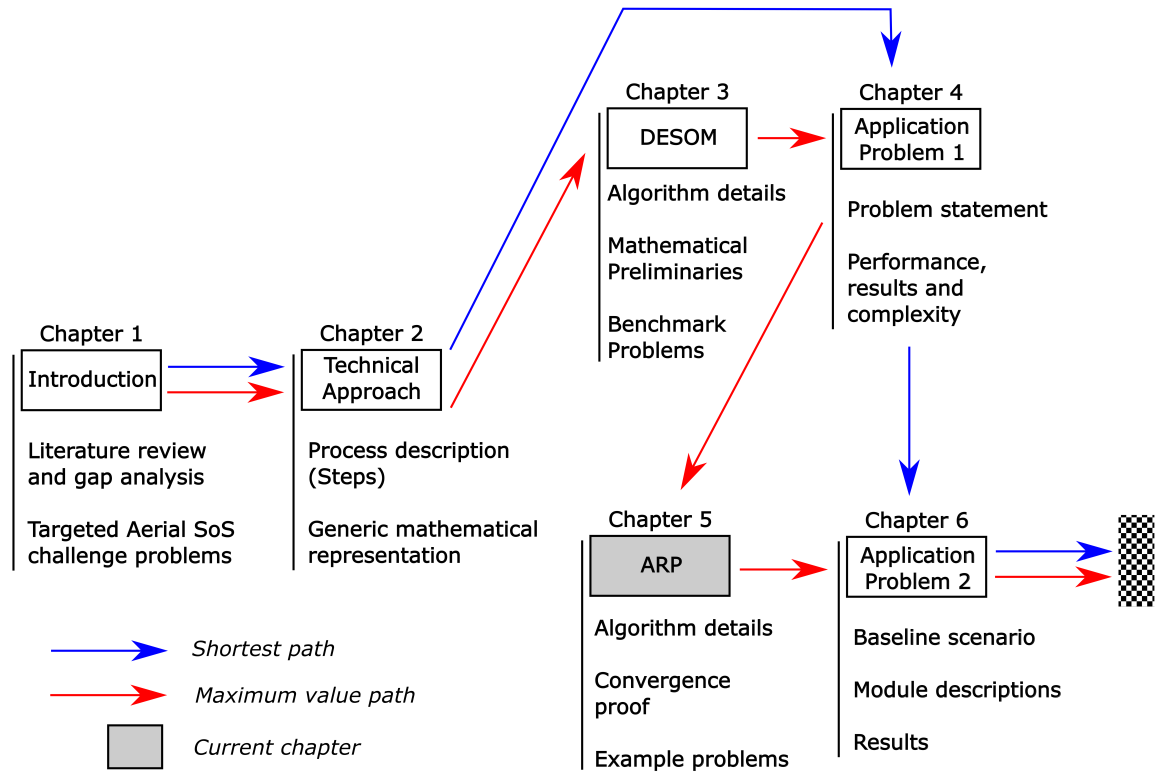 Chapter 3
DESOM
Algorithm details
Mathematical
Preliminaries
Benchmark
Problems
Chapter 4
Application
Problem 1
Problem statement
Performance,
results and
complexity
Chapter 1
Introduction
Literature review
and gap analysis
Targeted Aerial SoS
challenge problems
Chapter 2
Technical
Approach
Process description
(Steps)
Generic mathematical
representation
Chapter 5
ARP
Algorithm details
Convergence
proof
Example problems
Chapter 6
Application
Problem 2
Baseline scenario
Module descriptions
Results
Shortest path
Maximum value path
Current chapter